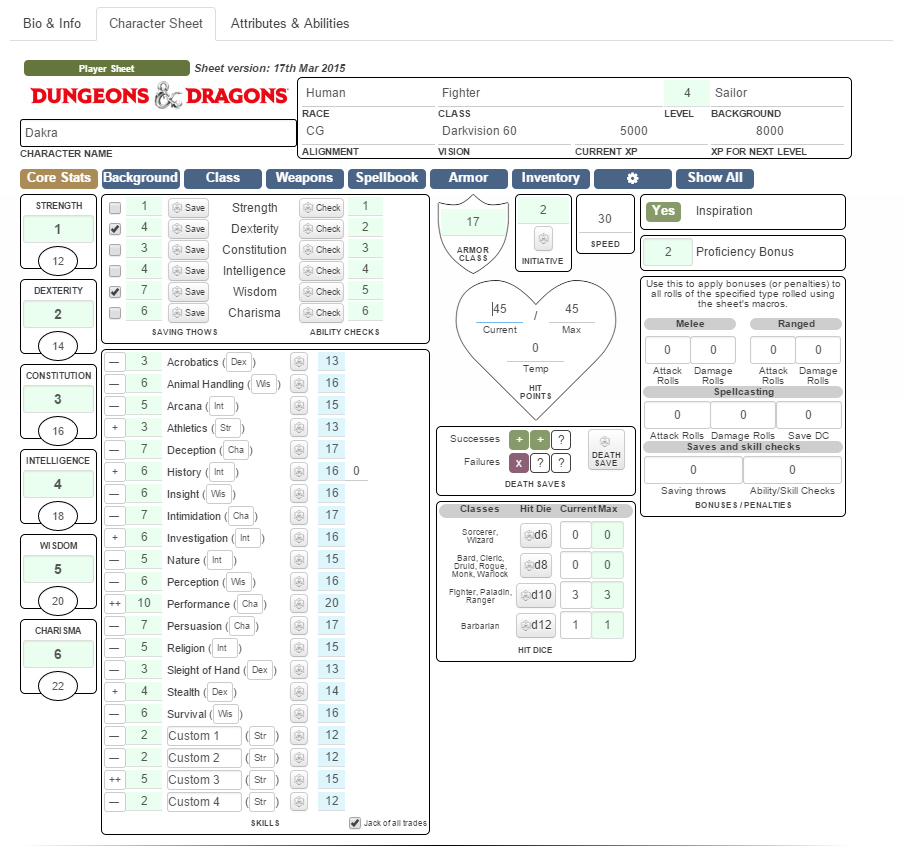 Bio & Info Character Sheet Attributes & Abilities
Player Sheet Sheet version: 17th Mar 2015
DUNGEONS & DRAGONS
Human Fighter 4 Sailor
RACE CLASS LEVEL BACKGROUND
CG Darkvision 60 5000 8000
ALIGNMENT VISION CURRENT XP XP FOR NEXT LEVEL
Dakra
CHARACTER NAME
Core Stats Background Class Weapons Spellbook Armor Inventory Show All
STRENGTH
1
12
DEXTERITY
2
14
CONSTITUTION
3
16
INTELLIGENCE
4
18
WISDOM
5
20
CHARISMA
6
22
1 Save Strength Check 1
4 Save Dexterity Check 2
3 Save Constitution Check 3
4 Save Intelligence Check 4
7 Save Wisdom Check 5
6 Save Charisma Check 6
SAVING THOWS ABILITY CHECKS
— 3 Acrobatics ( Dex ) 13
— 6 Animal Handling ( Wis ) 16
— 5 Arcana ( Int ) 15
+ 3 Athletics ( Str ) 13
— 7 Deception ( Cha ) 17
+ 6 History ( Int ) 16 0
— 6 Insight ( Wis ) 16
— 7 Intimidation ( Cha ) 17
+ 6 Investigation ( Int ) 16
— 5 Nature ( Int ) 15
— 6 Perception ( Wis ) 16
++ 10 Performance ( Cha ) 20
— 7 Persuasion ( Cha ) 17
— 5 Religion ( Int ) 15
— 3 Sleight of Hand ( Dex ) 13
+ 4 Stealth ( Dex ) 14
— 6 Survival ( Wis ) 16
— 2 Custom 1 ( Str ) 12
— 2 Custom 2 ( Str ) 12
++ 5 Custom 3 ( Str ) 15
— 2 Custom 4 ( Str ) 12
SKILLS Jack of all trades
17
ARMOR
CLASS
2
INITIATIVE
30
SPEED
45 / 45
Current Max
0
Temp
HIT
POINTS
Successes + + ?
Failures x ? ?
DEATH
SAVE
DEATH SAVES
Classes Hit Die Current Max
Sorcerer,
Wizard
d6 0 0
Bard, Cleric,
Druid, Rogue,
Monk, Warlock
d8 0 0
Fighter, Paladin,
Ranger
d10 3 3
Barbarian d12 1 1
HIT DICE
Yes Inspiration
2 Proficiency Bonus
Use this to apply bonuses (or penalties) to
all rolls of the specified type rolled using
the sheet's macros.
Melee Ranged
0 0 0 0
Attack Damage Attack Damage
Rolls Rolls Rolls Rolls
Spellcasting
0 0 0
Attack Rolls Damage Rolls Save DC
Saves and skill checks
0 0
Saving throws Ability/Skill Checks
BONUSES / PENALTIES